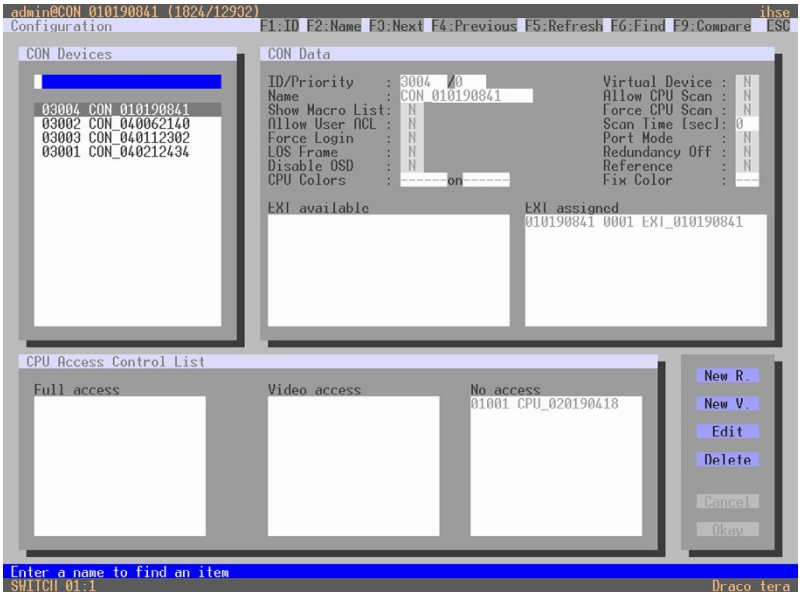 admin@CON 010190841 (1824/12932) ihse
Configuration F1:ID F2:Name F3:Next F4:Previous F5:Refresh F6:Find F9:Compare ESC
CON Devices
03004 CON_010190841
03002 CON_040062140
03003 CON_040112302
03001 CON_040212434
CON Data
ID/Priority : 3004 /0
Name : CON_010190841
Show Macro List: N
Allow User ACL : N
Force Login : N
LOS Frame : N
Disable OSD : N
CPU Colors : ------on------
Virtual Device : N
Allow CPU Scan : N
Force CPU Scan : N
Scan Time [sec]: 0
Port Mode : N
Redundancy Off : N
Reference : N
Fix Color : ---
EXT available
EXT assigned
010190841 0001 EXT_010190841
CPU Access Control List
Full access
Video access
No access
01001 CPU_020190418
New R.
New V.
Edit
Delete
Cancel
Okay
Enter a name to find an item
SWITCH 01:1 Draco tera